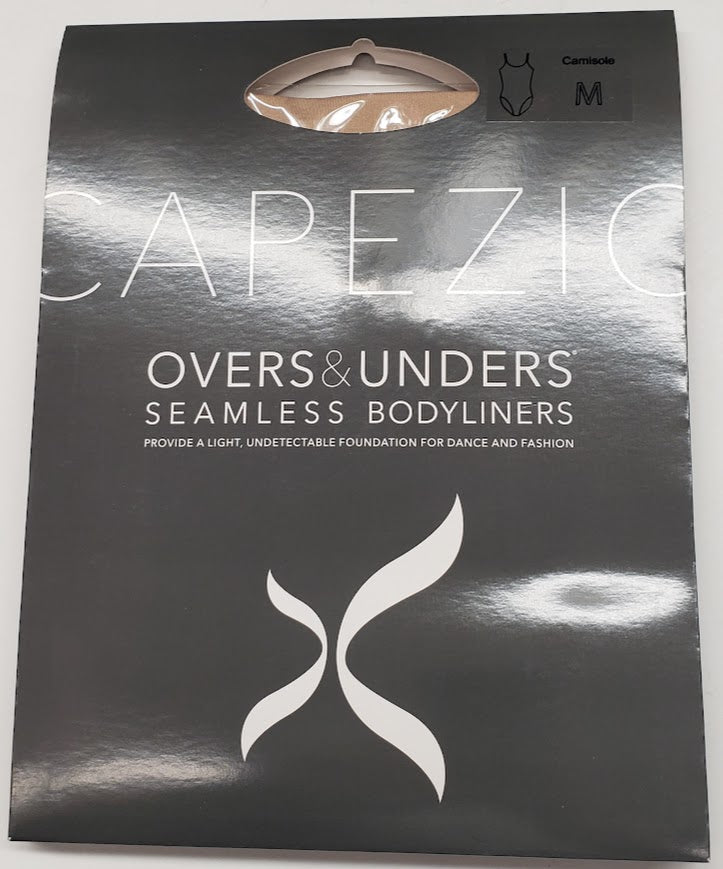 Camisole
M
CAPEZIO
OVERS&UNDERS®
SEAMLESS BODYLINERS
PROVIDE A LIGHT, UNDETECTABLE FOUNDATION FOR DANCE AND FASHION